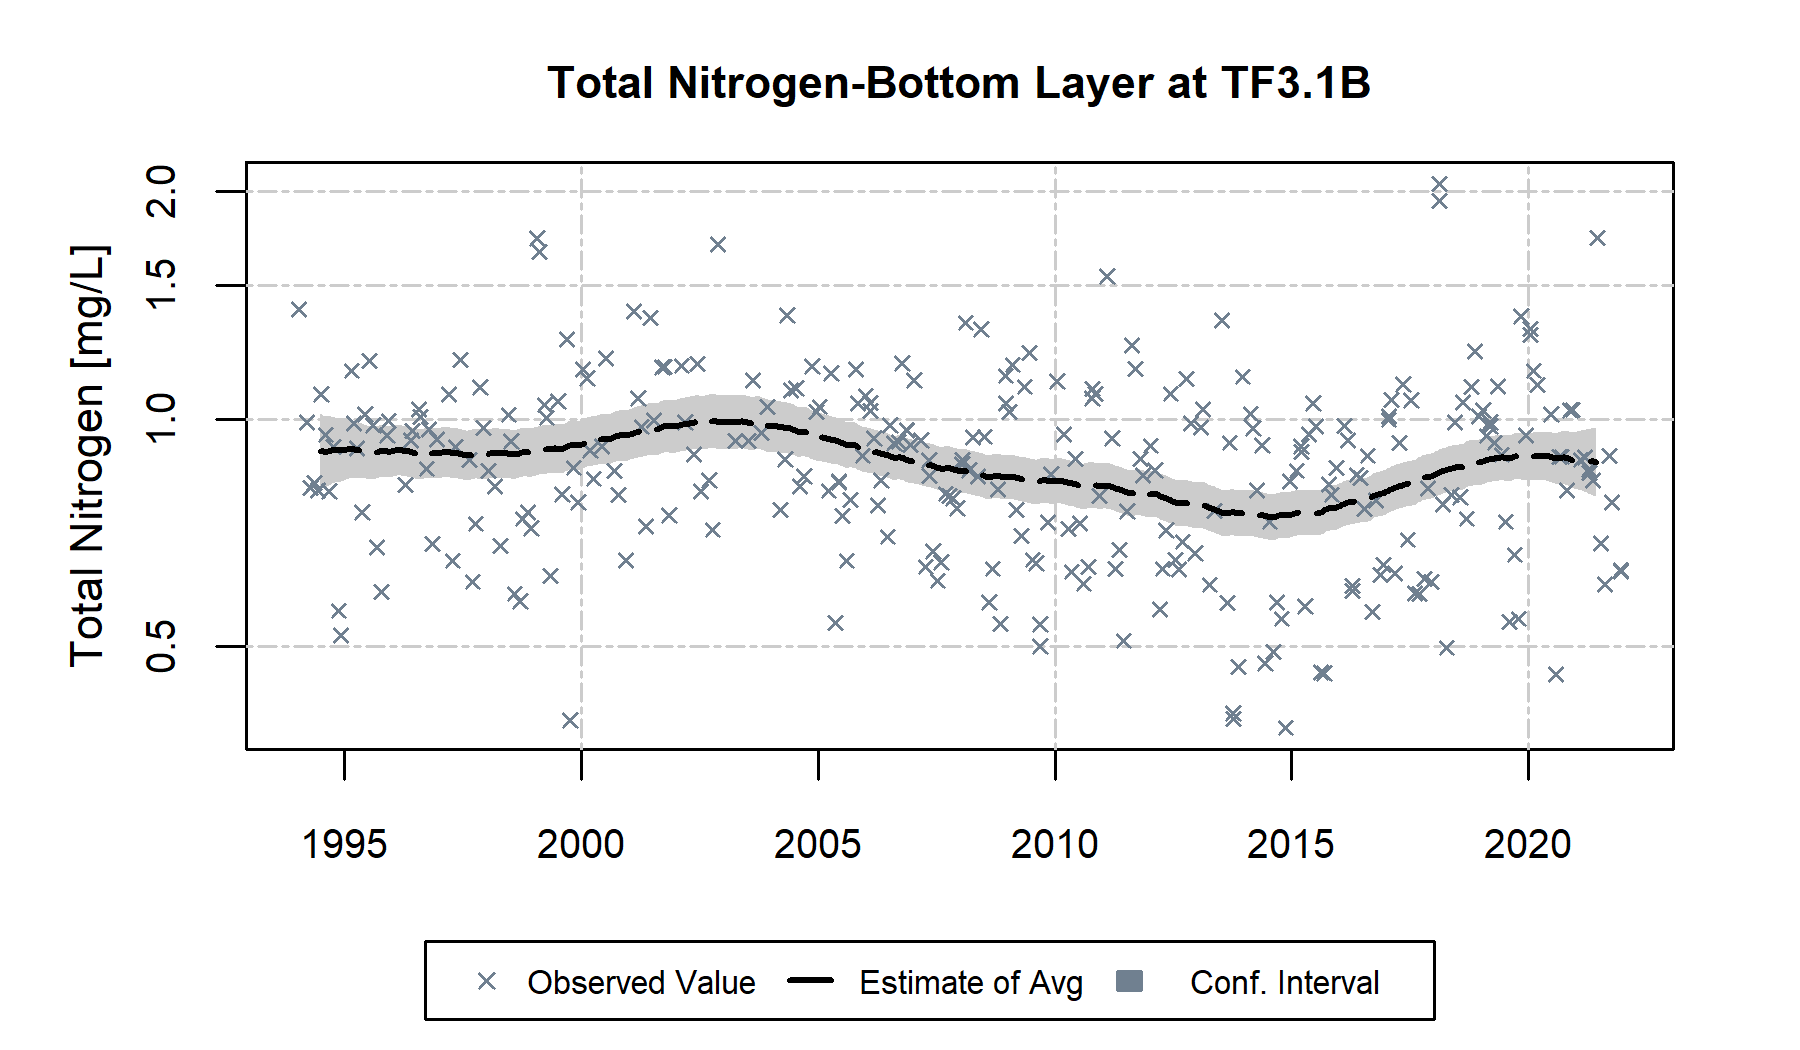 Total Nitrogen-Bottom Layer at TF3.1B
Total Nitrogen [mg/L]
2.0
1.5
1.0
0.5
1995 2000 2005 2010 2015 2020
Observed Value Estimate of Avg Conf. Interval